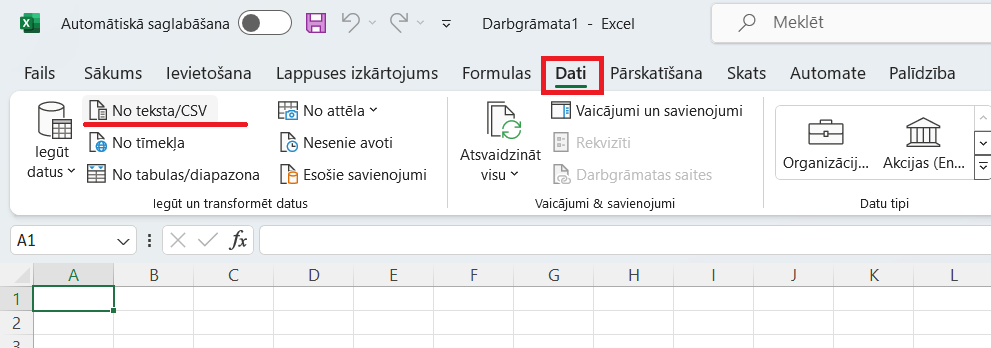 Automātiskā saglabāšana Darbgrāmata1 - Excel Meklēt
Fails Sākums Ievietošana Lappuses izkārtojums Formulas Dati Pārskatīšana Skats Automate Palīdzība
Iegūt datus
No teksta/CSV
No tīmekļa
No tabulas/diapazona
No attēla
Nesenie avoti
Esošie savienojumi
Iegūt un transformēt datus
Atsvaidzināt visu
Vaicājumi un savienojumi
Rekvizīti
Darbgrāmatas saites
Vaicājumi & savienojumi
Organizācij...
Akcijas (En...
Datu tipi
A1 fx
A B C D E F G H I J K L
1
2
3